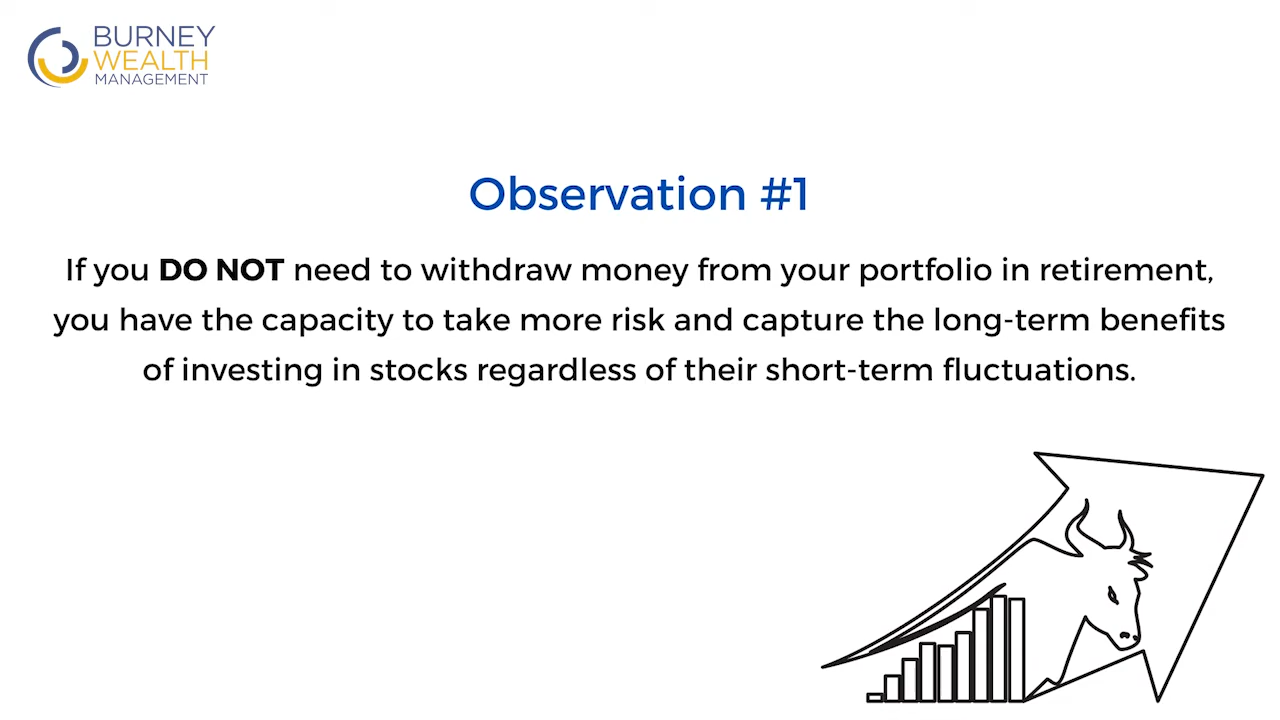 BURNEY
WEALTH
MANAGEMENT
Observation #1
If you DO NOT need to withdraw money from your portfolio in retirement,
you have the capacity to take more risk and capture the long-term benefits
of investing in stocks regardless of their short-term fluctuations.